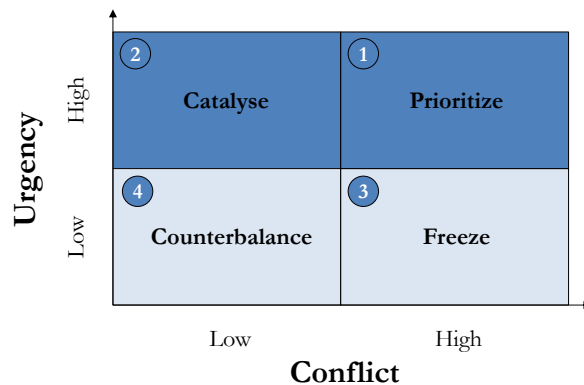 2
1
Catalyse
Prioritize
4
3
Counterbalance
Freeze
Urgency
High
Low
Low
High
Conflict